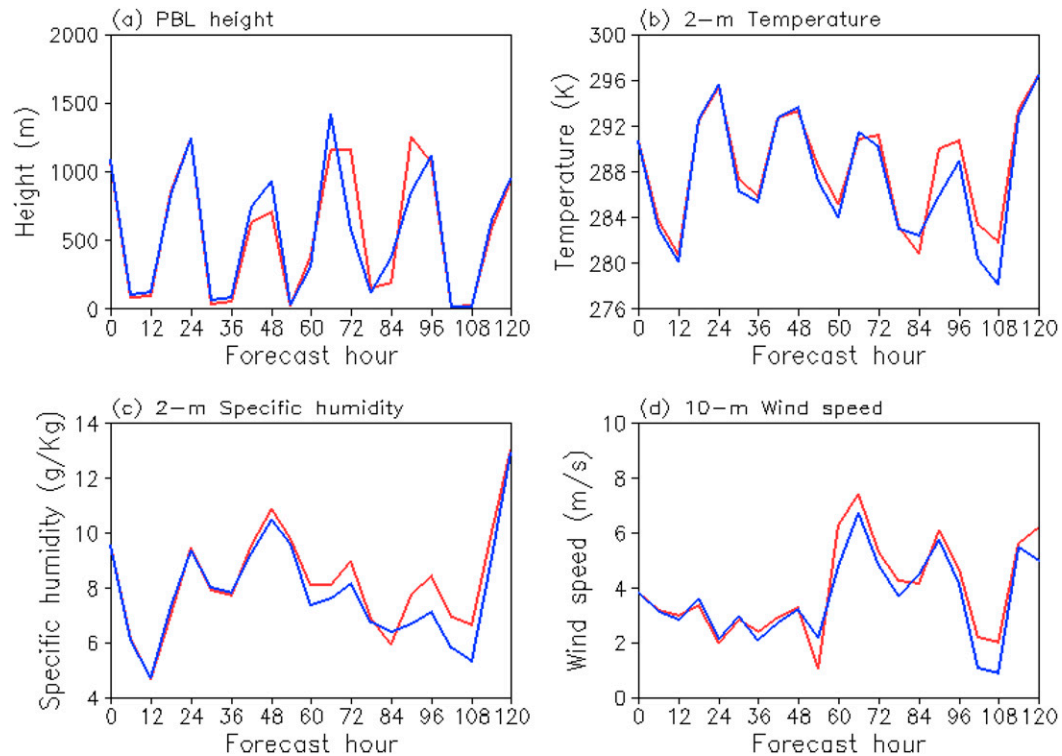 (a) PBL height
2000
1500
1000
500
0
Height (m)
0 12 24 36 48 60 72 84 96 108 120
Forecast hour
(b) 2-m Temperature
300
296
292
288
284
280
276
Temperature (K)
0 12 24 36 48 60 72 84 96 108 120
Forecast hour
(c) 2-m Specific humidity
14
12
10
8
6
4
Specific humidity (g/Kg)
0 12 24 36 48 60 72 84 96 108 120
Forecast hour
(d) 10-m Wind speed
10
8
6
4
2
0
Wind speed (m/s)
0 12 24 36 48 60 72 84 96 108 120
Forecast hour